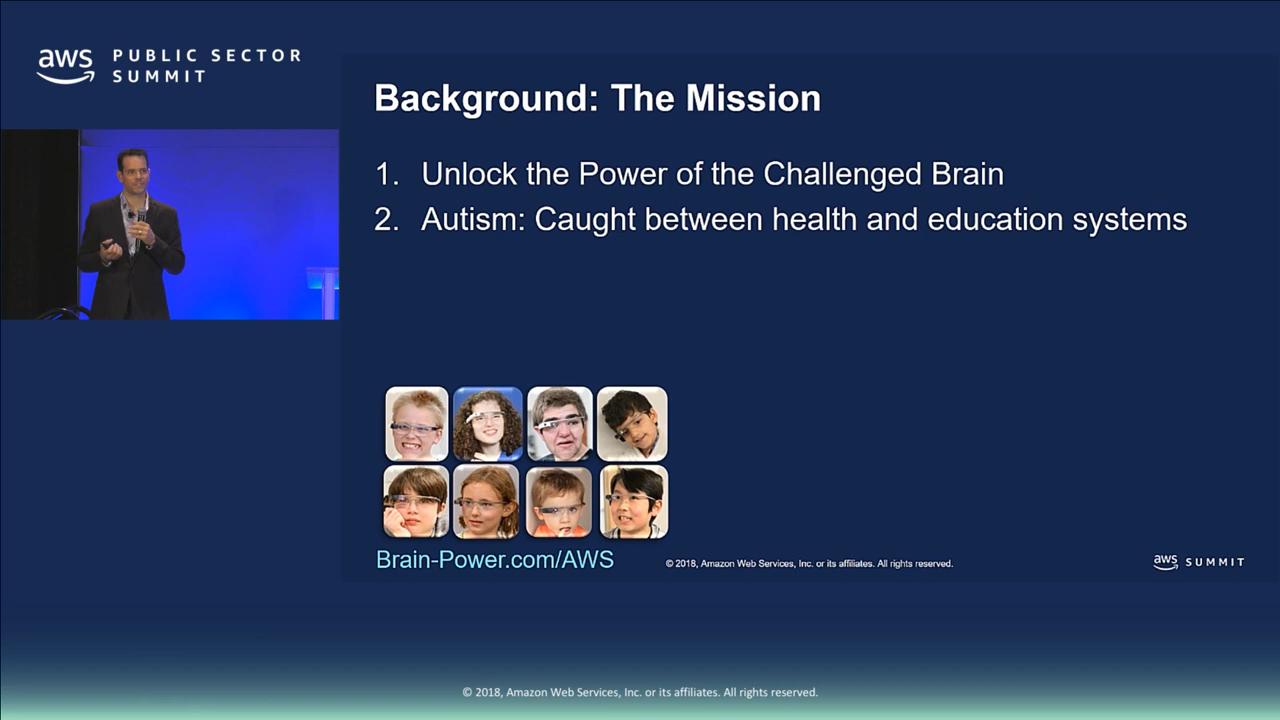 aws PUBLIC SECTOR
SUMMIT
Background: The Mission
1. Unlock the Power of the Challenged Brain
2. Autism: Caught between health and education systems
Brain-Power.com/AWS
© 2018, Amazon Web Services, Inc. or its affiliates. All rights reserved.
aws SUMMIT
© 2018, Amazon Web Services, Inc. or its affiliates. All rights reserved.